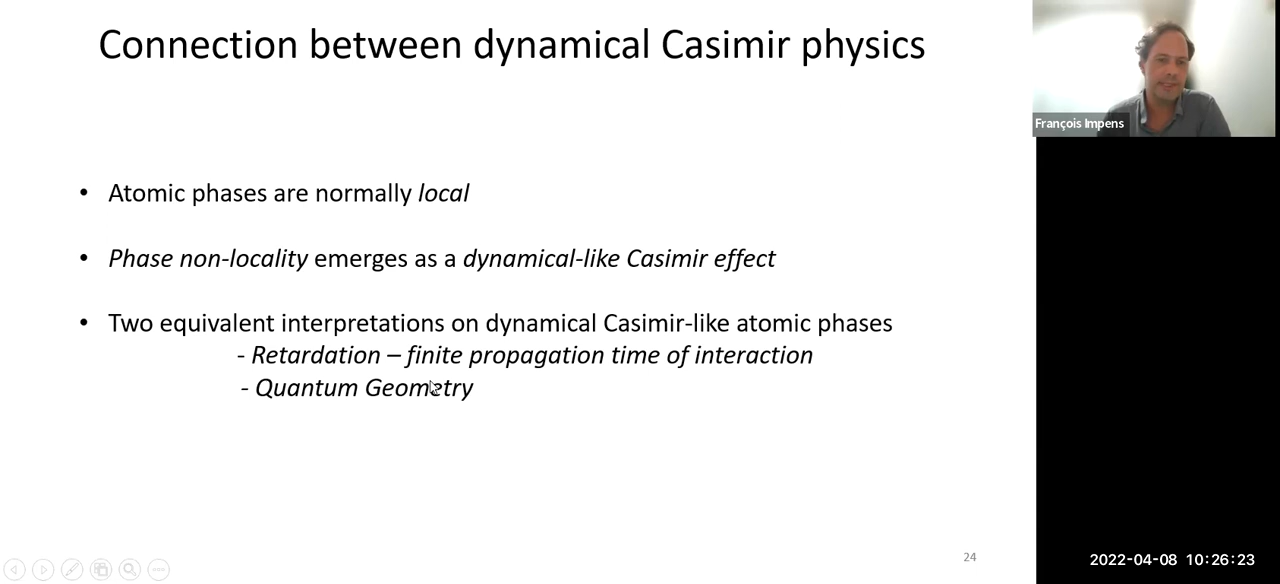 Connection between dynamical Casimir physics
François Impens
• Atomic phases are normally local
• Phase non-locality emerges as a dynamical-like Casimir effect
• Two equivalent interpretations on dynamical Casimir-like atomic phases
- Retardation – finite propagation time of interaction
- Quantum Geometry
24
2022-04-08 10:26:23